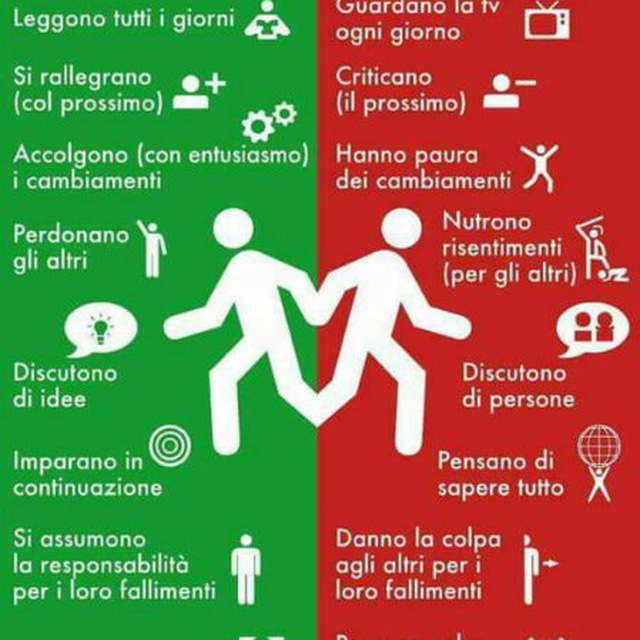 Leggono tutti i giorni
Si rallegrano
(col prossimo)
Accolgono (con entusiasmo)
i cambiamenti
Perdonano
gli altri
Discutono
di idee
Imparano in
continuazione
Si assumono
la responsabilità
per i loro fallimenti
Guardano la tv
ogni giorno
Criticano
(il prossimo)
Hanno paura
dei cambiamenti
Nutrono
risentimenti
(per gli altri)
Discutono
di persone
Pensano di
sapere tutto
Danno la colpa
agli altri per i
loro fallimenti